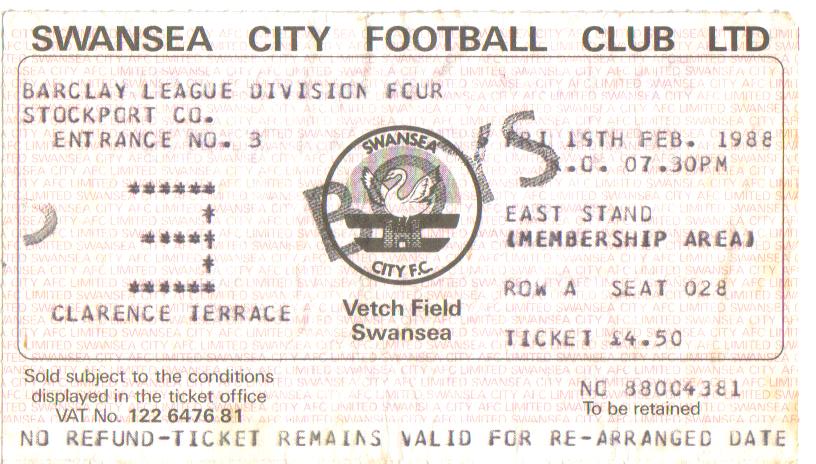 SWANSEA CITY FOOTBALL CLUB LTD
BARCLAY LEAGUE DIVISION FOUR
STOCKPORT CO.
ENTRANCE NO. 3
FRI 19TH FEB. 1988
.O. 07.30PM
SWANSEA
CITY F.C.
Vetch Field
Swansea
EAST STAND
(MEMBERSHIP AREA)
ROW A SEAT 028
TICKET £4.50
CLARENCE TERRACE
Sold subject to the conditions
displayed in the ticket office
VAT No. 122 6476 81
NO 88004381
To be retained
NO REFUND-TICKET REMAINS VALID FOR RE-ARRANGED DATE